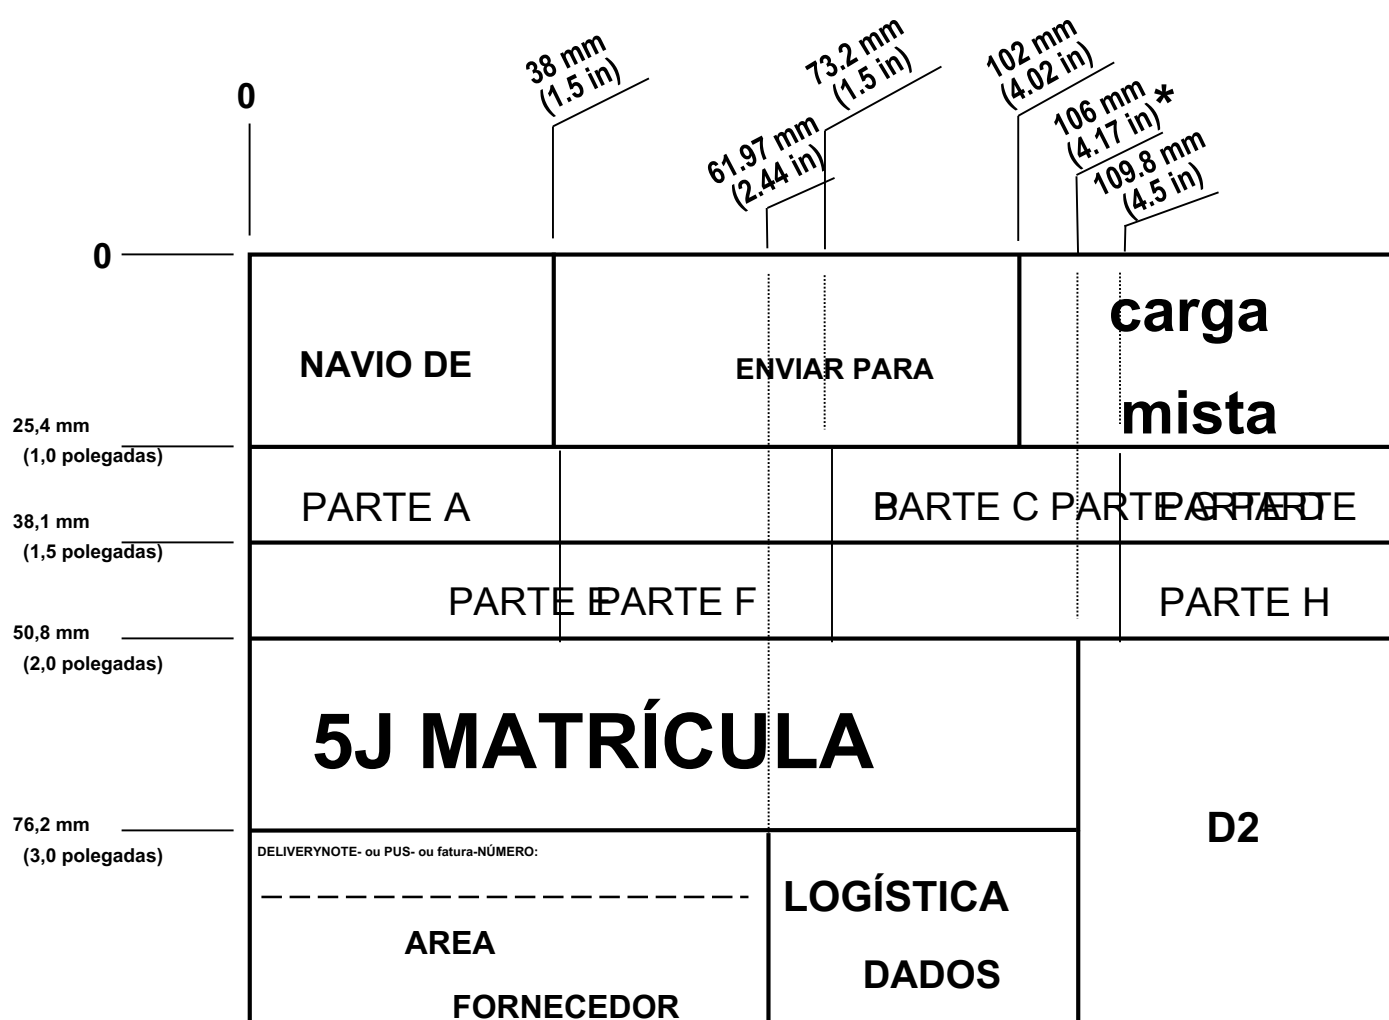 0
38 mm
(1.5 in)
61.97 mm
(2.44 in)
73.2 mm
(1.5 in)
102 mm
(4.02 in)
106 mm *
(4.17 in)
109.8 mm
(4.5 in)
0
NAVIO DE
ENVIAR PARA
carga
mista
25,4 mm
(1,0 polegadas)
PARTE A
B
PARTE C PARTE G PARTE
PARTE D
38,1 mm
(1,5 polegadas)
PARTE E
PARTE F
PARTE H
50,8 mm
(2,0 polegadas)
5J MATRÍCULA
D2
76,2 mm
(3,0 polegadas)
DELIVERYNOTE- ou PUS- ou fatura-NÚMERO:
AREA
FORNECEDOR
LOGÍSTICA
DADOS